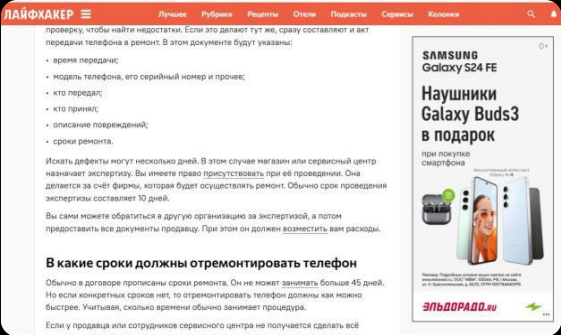 ЛАЙФХАКЕР
Лучшее Рубрики Рецепты Отели Подкасты Сервисы Колонки
проверку, чтобы найти недостатки. Если это делают тут же, сразу составляют и акт
передачи телефона в ремонт. В этом документе будут указаны:
• время передачи;
• модель телефона, его серийный номер и прочее;
• кто передал;
• кто принял;
• описание повреждений;
• сроки ремонта.
Искать дефекты могут несколько дней. В этом случае магазин или сервисный центр
назначает экспертизу. Вы имеете право присутствовать при её проведении. Она
делается за счёт фирмы, которая будет осуществлять ремонт. Обычно срок проведения
экспертизы составляет 10 дней.
Вы сами можете обратиться в другую организацию за экспертизой, а потом
предоставить все документы продавцу. При этом он должен возместить вам расходы.
В какие сроки должны отремонтировать телефон
Обычно в договоре прописаны сроки ремонта. Он не может занимать больше 45 дней.
Но если конкретных сроков нет, то отремонтировать телефон должны как можно
быстрее. Учитывая, сколько времени обычно занимает процедура.
Если у продавца или сотрудников сервисного центра не получается сделать всё
0+
SAMSUNG
Galaxy S24 FE
Наушники
Galaxy Buds3
в подарок
при покупке
смартфона
ЭЛЬДОРАДО.RU